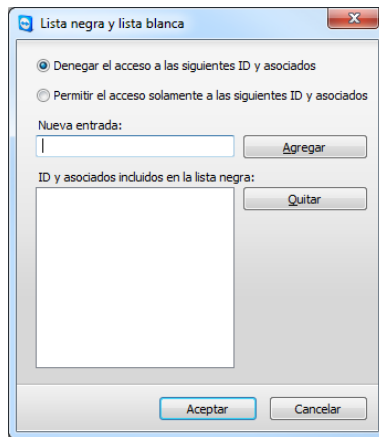 Lista negra y lista blanca
Denegar el acceso a las siguientes ID y asociados
Permitir el acceso solamente a las siguientes ID y asociados
Nueva entrada:
Agregar
ID y asociados incluidos en la lista negra:
Quitar
Aceptar Cancelar